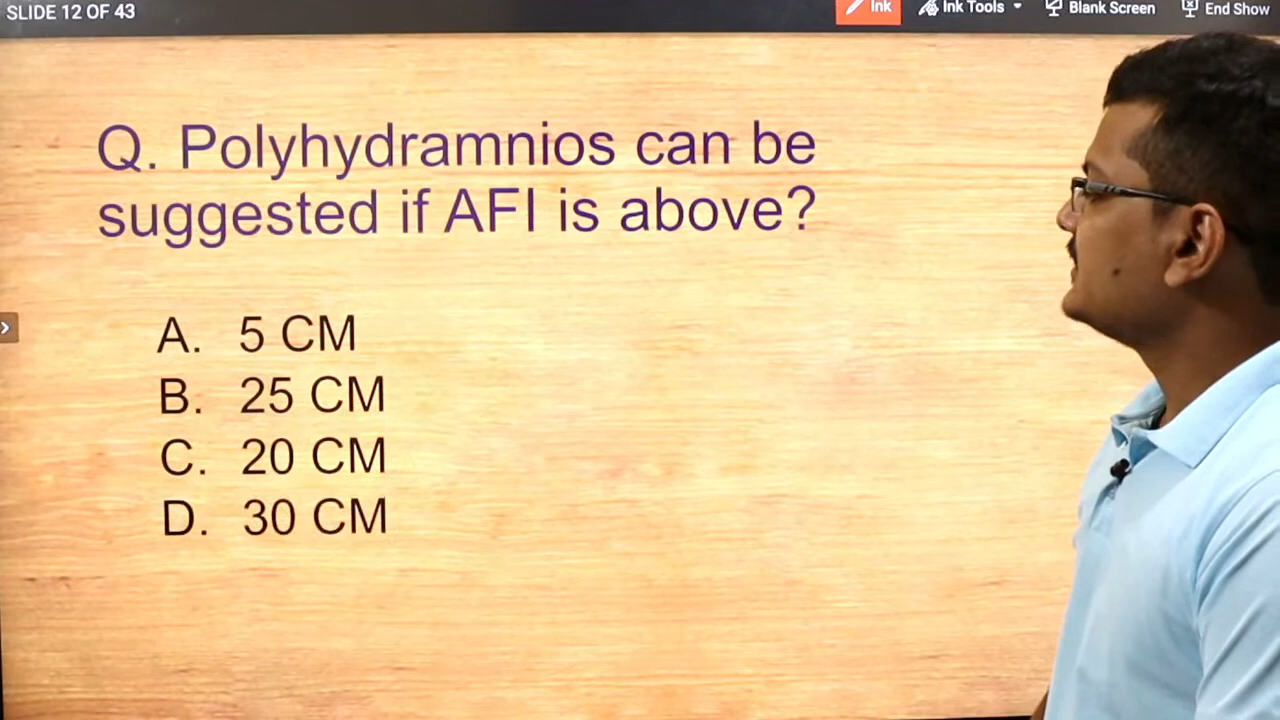 SLIDE 12 OF 43
Ink
Ink Tools
Blank Screen
End Show
Q. Polyhydramnios can be
suggested if AFI is above?
A. 5 CM
B. 25 CM
C. 20 CM
D. 30 CM